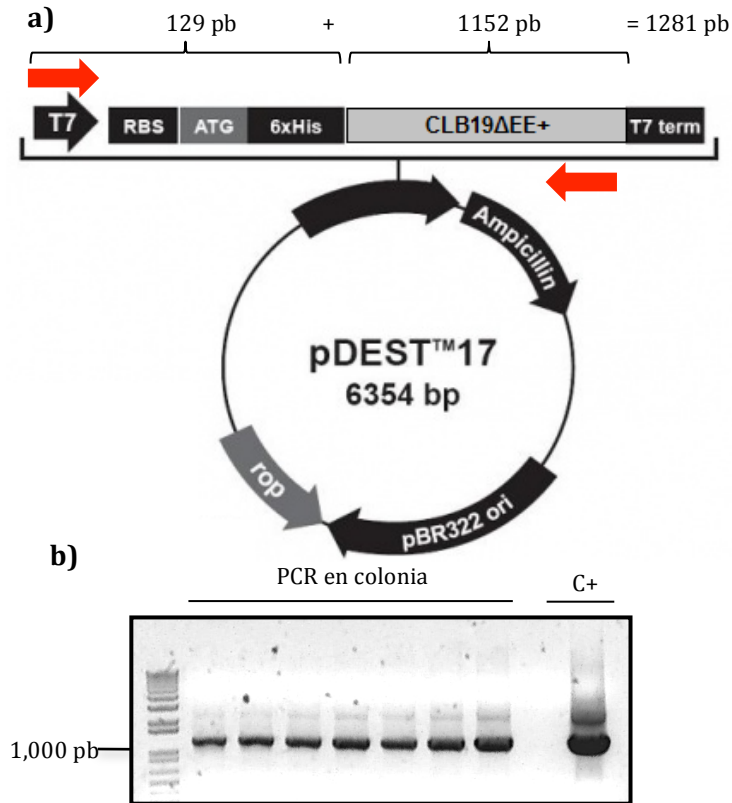 a)
129 pb + 1152 pb = 1281 pb
T7 RBS ATG 6xHis CLB19ΔEE+ T7 term
Ampicillin
pDEST™17
6354 bp
rop
pBR322 ori
b)
PCR en colonia C+
1,000 pb